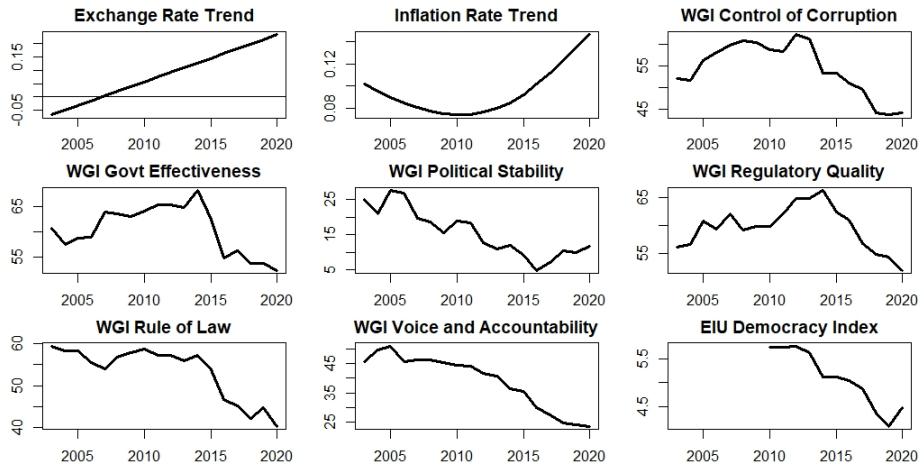 Exchange Rate Trend
0.15
-0.05
2005 2010 2015 2020
Inflation Rate Trend
0.12
0.08
2005 2010 2015 2020
WGI Control of Corruption
55
45
2005 2010 2015 2020
WGI Govt Effectiveness
65
55
2005 2010 2015 2020
WGI Political Stability
25
15
5
2005 2010 2015 2020
WGI Regulatory Quality
65
55
2005 2010 2015 2020
WGI Rule of Law
60
50
40
2005 2010 2015 2020
WGI Voice and Accountability
45
35
25
2005 2010 2015 2020
EIU Democracy Index
5.5
4.5
2005 2010 2015 2020